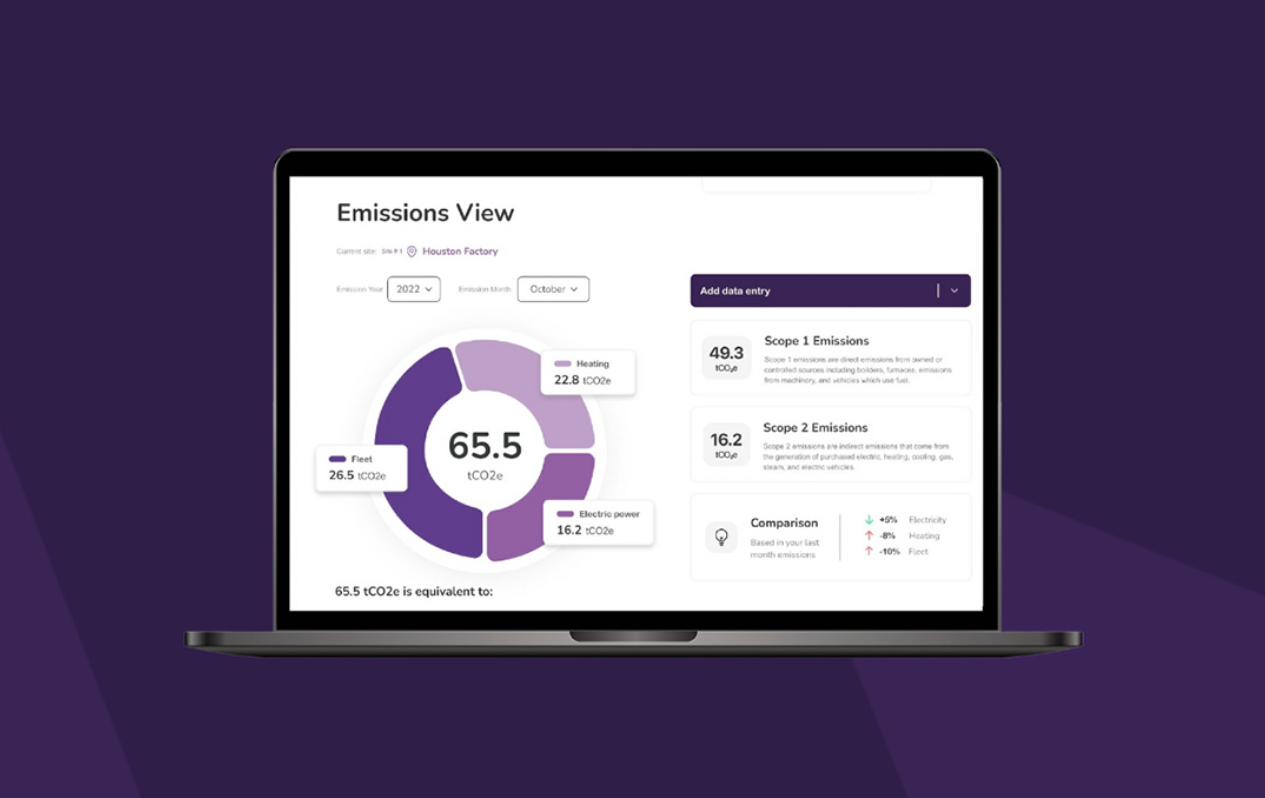 Emissions View
Current site: Site # 1 Houston Factory
Emission Year 2022 Emission Month October
Heating
22.8 tCO2e
Fleet
26.5 tCO2e
65.5
tCO2e
Electric power
16.2 tCO2e
65.5 tCO2e is equivalent to:
Add data entry
49.3
tCO₂e
Scope 1 Emissions
Scope 1 emissions are direct emissions from owned or
controlled sources including boilders, furnaces, emissions
from machinery, and vehicles which use fuel.
16.2
tCO₂e
Scope 2 Emissions
Scope 2 emissions are indirect emissions that come from
the generation of purchased electric, heating, cooling, gas,
steam, and electric vehicles.
Comparison
Based in your last
month emissions
+5% Electricity
-8% Heating
-10% Fleet